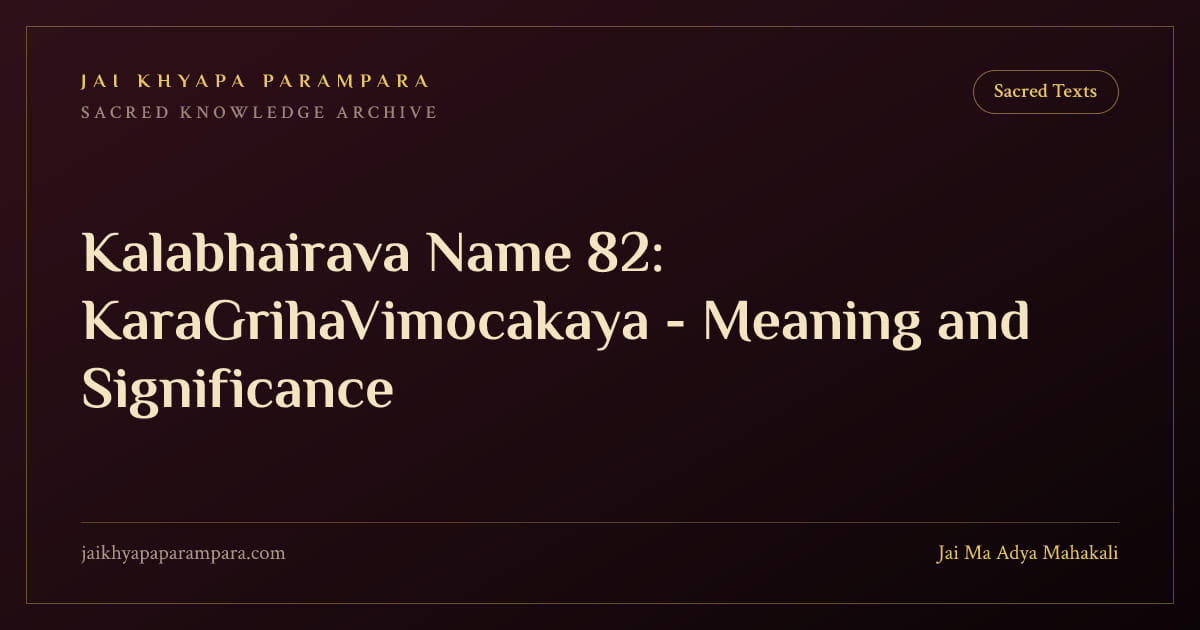 JAI KHYAPA PARAMPARA
SACRED KNOWLEDGE ARCHIVE
Sacred Texts
Kalabhairava Name 82:
KaraGrihaVimocakaya - Meaning and
Significance
jaikhyapaparampara.com
Jai Ma Adya Mahakali